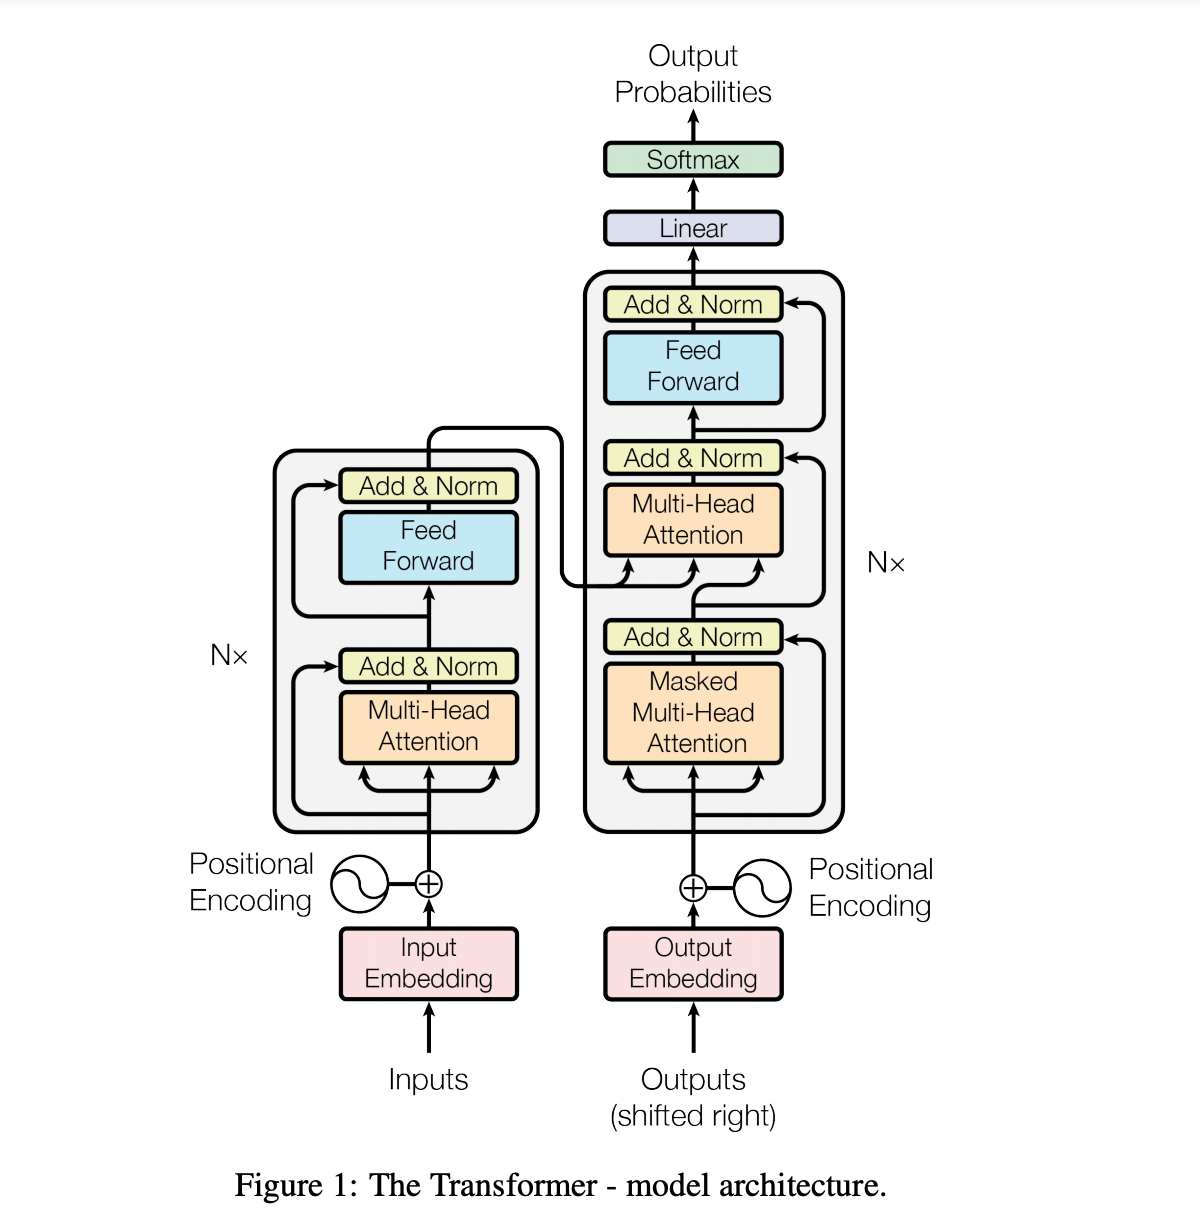 Output
Probabilities
Softmax
Linear
Add & Norm
Feed
Forward
Add & Norm
Multi-Head
Attention
N×
Add & Norm
Masked
Multi-Head
Attention
Add & Norm
Feed
Forward
N×
Add & Norm
Multi-Head
Attention
Positional
Encoding
Positional
Encoding
Input
Embedding
Output
Embedding
Inputs
Outputs
(shifted right)
Figure 1: The Transformer - model architecture.